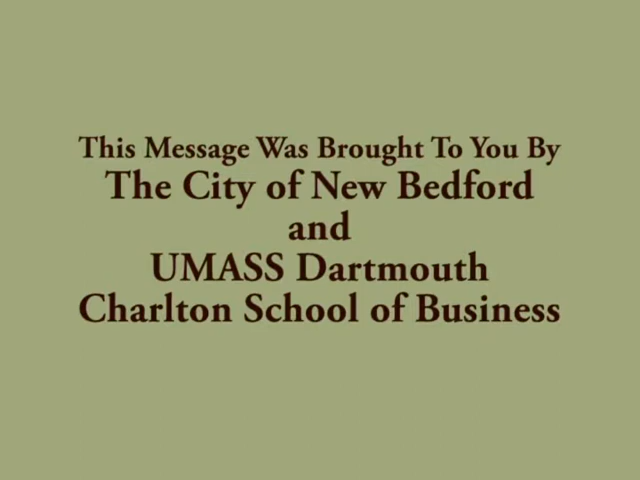 This Message Was Brought To You By
The City of New Bedford
and
UMASS Dartmouth
Charlton School of Business